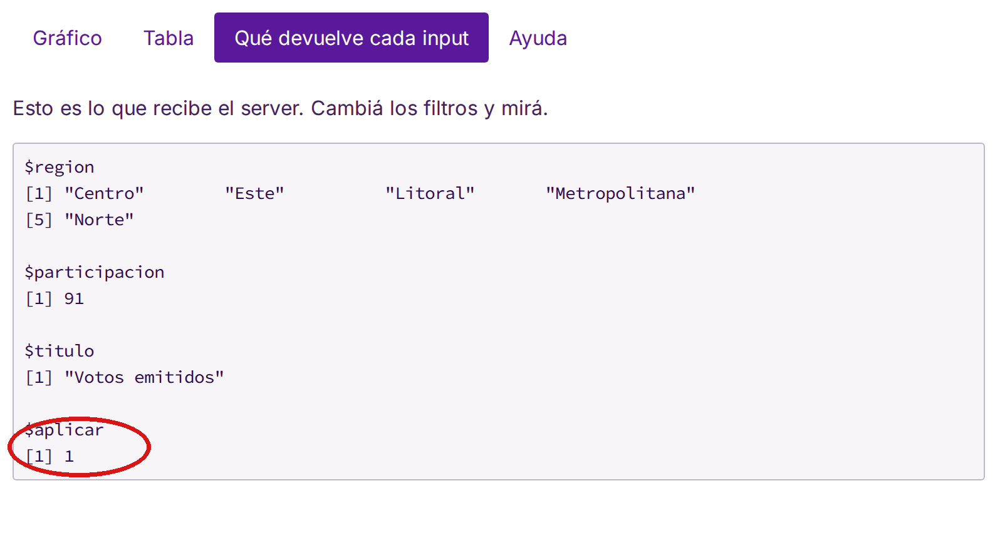 Gráfico Tabla Qué devuelve cada input Ayuda
Esto es lo que recibe el server. Cambiá los filtros y mirá.
$region
[1] "Centro" "Este" "Litoral" "Metropolitana"
[5] "Norte"
$participacion
[1] 91
$titulo
[1] "Votos emitidos"
$aplicar
[1] 1